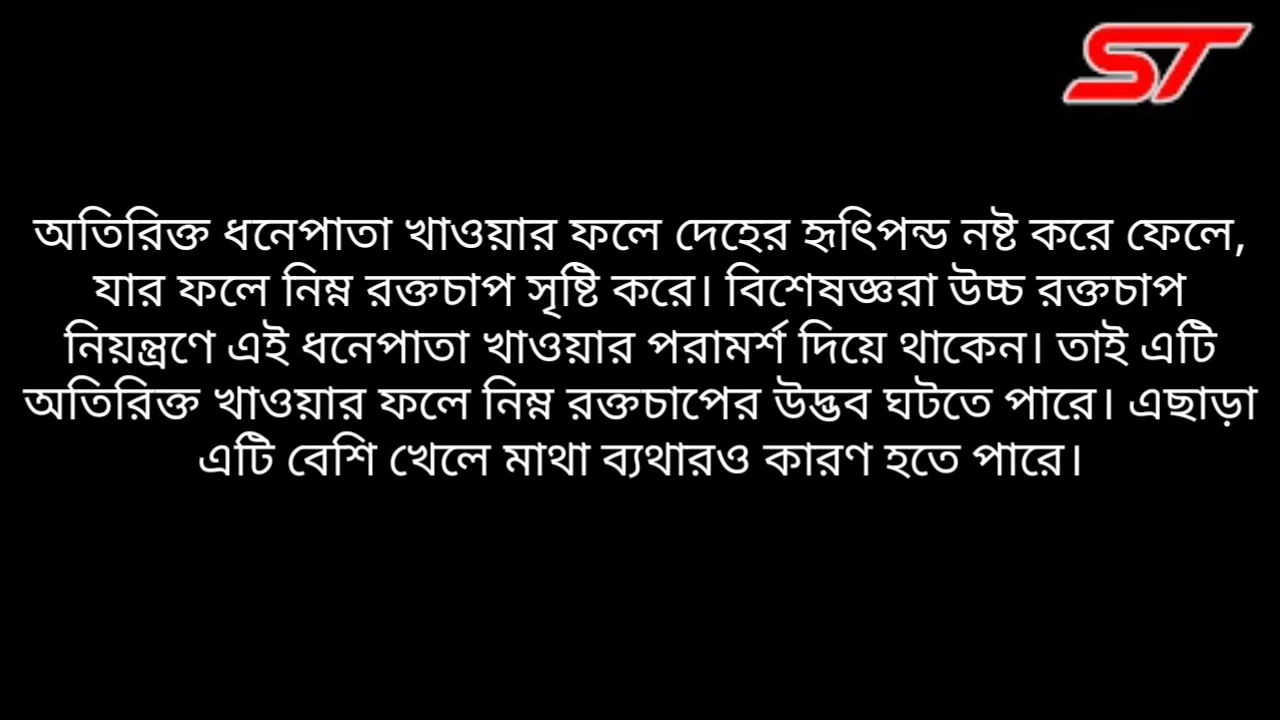 ST
অতিরিক্ত ধনেপাতা খাওয়ার ফলে দেহের হৃৎিপন্ড নষ্ট করে ফেলে,
যার ফলে নিম্ন রক্তচাপ সৃষ্টি করে। বিশেষজ্ঞরা উচ্চ রক্তচাপ
নিয়ন্ত্রণে এই ধনেপাতা খাওয়ার পরামর্শ দিয়ে থাকেন। তাই এটি
অতিরিক্ত খাওয়ার ফলে নিম্ন রক্তচাপের উদ্ভব ঘটতে পারে। এছাড়া
এটি বেশি খেলে মাথা ব্যথারও কারণ হতে পারে।